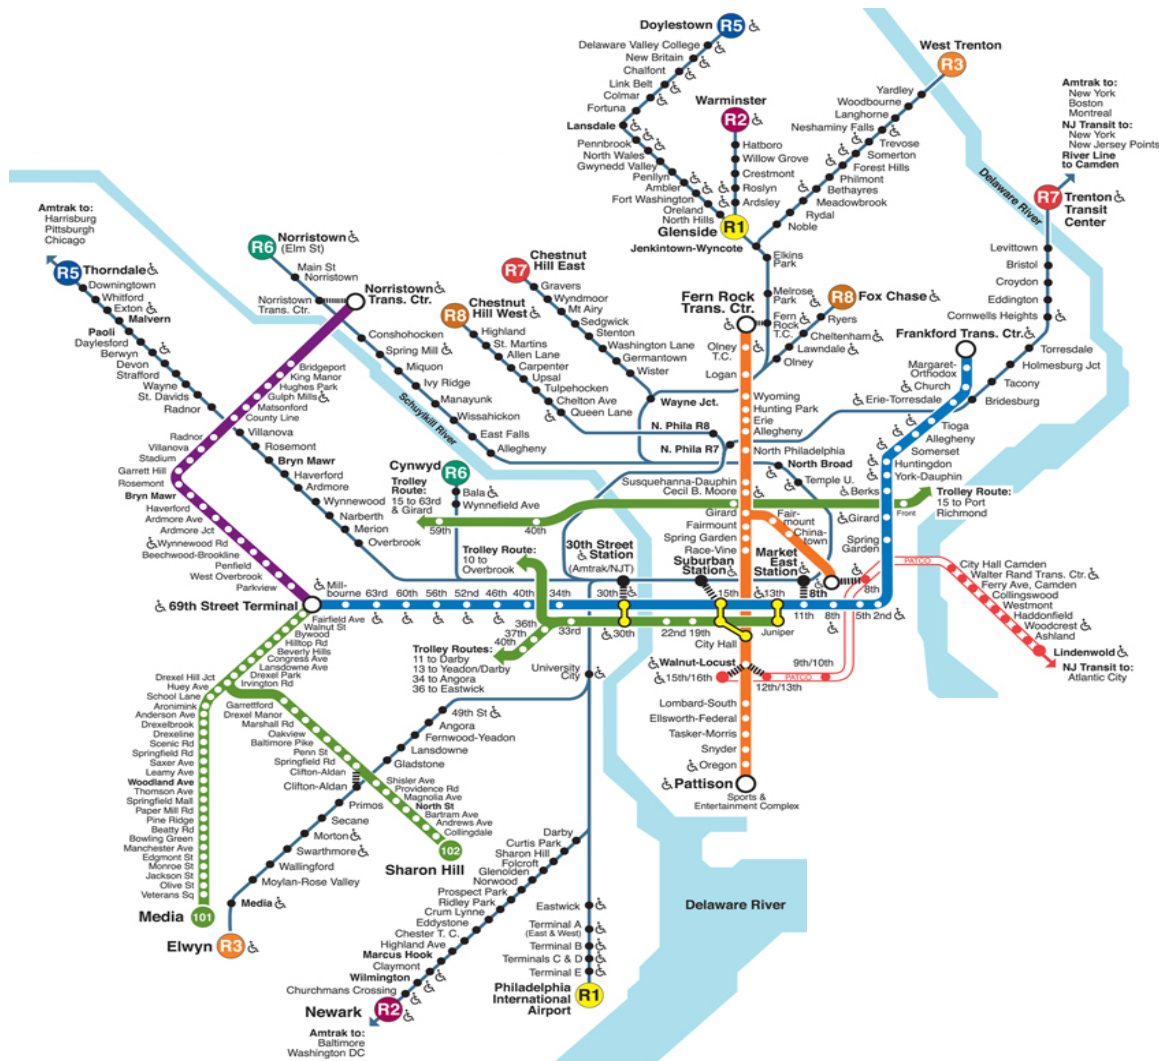 Doylestown
R5
Delaware Valley College
New Britain
Chalfont
Link Belt
Colmar
Fortuna
Lansdale
Pennbrook
North Wales
Gwynedd Valley
Penllyn
Ambler
Fort Washington
Oreland
North Hills
Warminster
R2
Hatboro
Willow Grove
Crestmont
Roslyn
Ardsley
Glenside
R1
Jenkintown-Wyncote
West Trenton
R3
Yardley
Woodbourne
Langhorne
Neshaminy Falls
Trevose
Somerton
Forest Hills
Philmont
Bethayres
Meadowbrook
Rydal
Noble
Elkins
Park
Melrose
Park
Fern
Rock
T.C.
Amtrak to:
New York
Boston
Montreal
NJ Transit to:
New York
New Jersey Points
River Line
to Camden
R7
Trenton
Transit
Center
Delaware River
Levittown
Bristol
Croydon
Eddington
Cornwells Heights
Torresdale
Holmesburg Jct
Tacony
Bridesburg
Amtrak to:
Harrisburg
Pittsburgh
Chicago
R5
Thorndale
Downingtown
Whitford
Exton
Malvern
Paoli
Daylesford
Berwyn
Devon
Strafford
Wayne
St. Davids
Radnor
Villanova
Rosemont
Bryn Mawr
Haverford
Ardmore
Wynnewood
Narberth
Merion
Overbrook
R6
Norristown
(Elm St)
Main St
Norristown
Norristown
Trans. Ctr.
Norristown
Trans. Ctr.
Conshohocken
Spring Mill
Miquon
Ivy Ridge
Manayunk
Wissahickon
East Falls
Allegheny
Schuylkill River
Bridgeport
King Manor
Hughes Park
Gulph Mills
Matsonford
County Line
Radnor
Villanova
Stadium
Garrett Hill
Rosemont
Bryn Mawr
Haverford
Ardmore Ave
Ardmore Jct
Wynnewood Rd
Beechwood-Brookline
Penfield
West Overbrook
Parkview
69th Street Terminal
R7
Chestnut
Hill East
Gravers
Wyndmoor
Mt Airy
Sedgwick
Stenton
Washington Lane
Germantown
Wister
Wayne Jct.
R8
Chestnut
Hill West
Highland
St. Martins
Allen Lane
Carpenter
Upsal
Tulpehocken
Chelton Ave
Queen Lane
N. Phila R8
N. Phila R7
R8
Fox Chase
Ryers
Cheltenham
Lawndale
Olney
Fern Rock
Trans. Ctr.
Olney
T.C.
Logan
Wyoming
Hunting Park
Erie
Allegheny
North Philadelphia
Susquehanna-Dauphin
Cecil B. Moore
Girard
Fairmount
Spring Garden
Race-Vine
North Broad
Temple U.
Fair-
mount
China-
town
Frankford Trans. Ctr.
Margaret-
Orthodox
Church
Erie-Torresdale
Tioga
Allegheny
Somerset
Huntingdon
York-Dauphin
Berks
Girard
Spring
Garden
Front
Trolley Route:
15 to Port
Richmond
Cynwyd
R6
Bala
Wynnefield Ave
Trolley
Route:
15 to 63rd
& Girard
59th
40th
Trolley Route:
10 to
Overbrook
30th Street
Station
(Amtrak/NJT)
Suburban
Station
Market
East
Station
8th
Mill-
bourne
63rd
60th
56th
52nd
46th
40th
34th
30th
15th
13th
11th
8th
5th
2nd
8th
Fairfield Ave
36th
37th
40th
33rd
30th
22nd
19th
City Hall
Juniper
PATCO
City Hall Camden
Walter Rand Trans. Ctr.
Ferry Ave, Camden
Collingswood
Westmont
Haddonfield
Woodcrest
Ashland
Lindenwold
NJ Transit to:
Atlantic City
Trolley Routes:
11 to Darby
13 to Yeadon/Darby
34 to Angora
36 to Eastwick
Walnut-Locust
15th/16th
PATCO
9th/10th
12th/13th
Lombard-South
Ellsworth-Federal
Tasker-Morris
Snyder
Oregon
Pattison
Sports &
Entertainment Complex
Walnut St
Bywood
Hilltop Rd
Beverly Hills
Congress Ave
Lansdowne Ave
Drexel Park
Irvington Rd
Drexel Hill Jct
Huey Ave
School Lane
Aronimink
Anderson Ave
Drexelbrook
Drexeline
Scenic Rd
Springfield Rd
Saxer Ave
Leamy Ave
Woodland Ave
Thomson Ave
Springfield Mall
Paper Mill Rd
Pine Ridge
Beatty Rd
Bowling Green
Manchester Ave
Edgmont St
Monroe St
Jackson St
Olive St
Veterans Sq
Media
101
Garrettford
Drexel Manor
Marshall Rd
Oakview
Baltimore Pike
Penn St
Springfield Rd
Clifton-Aldan
Shisler Ave
Providence Rd
Magnolia Ave
North St
Bartram Ave
Andrews Ave
Collingdale
102
Sharon Hill
University
City
49th St
Angora
Fernwood-Yeadon
Lansdowne
Gladstone
Clifton-Aldan
Primos
Secane
Morton
Swarthmore
Wallingford
Moylan-Rose Valley
Media
Elwyn
R3
Darby
Curtis Park
Sharon Hill
Folcroft
Glenolden
Norwood
Prospect Park
Ridley Park
Crum Lynne
Eddystone
Chester T. C.
Highland Ave
Marcus Hook
Claymont
Wilmington
Churchmans Crossing
Newark
R2
Amtrak to:
Baltimore
Washington DC
Eastwick
Terminal A
(East & West)
Terminal B
Terminals C & D
Terminal E
Philadelphia
International
Airport
R1
Delaware River